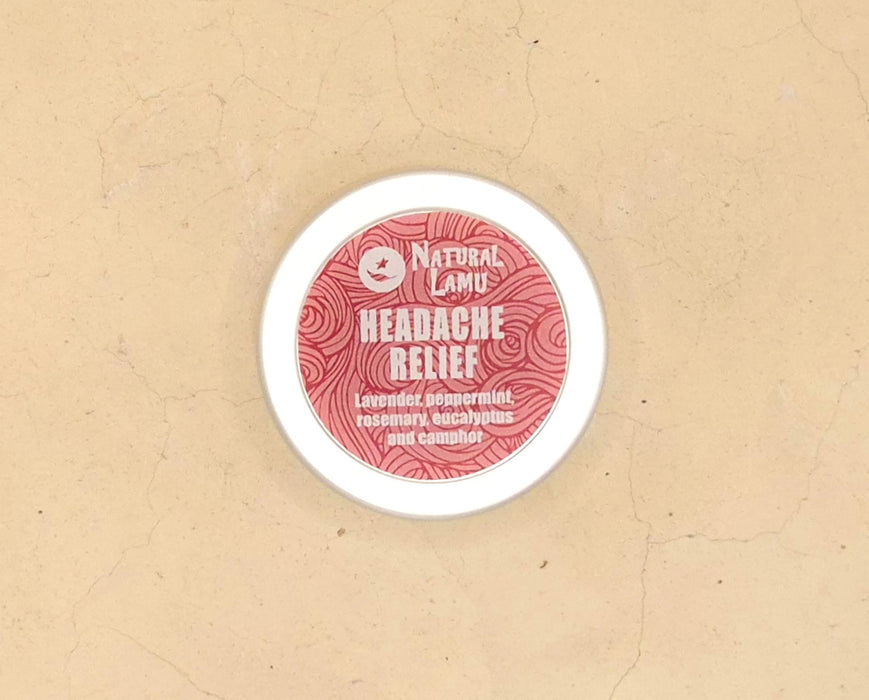 NATURAL
LAMU
HEADACHE
RELIEF
Lavender, peppermint,
rosemary, eucalyptus
and camphor